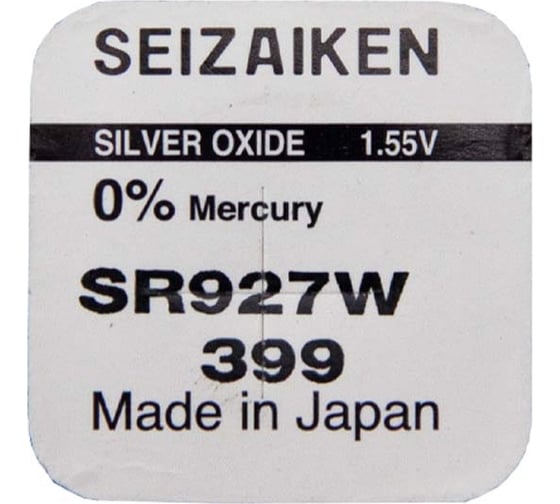 SEIZAIKEN
SILVER OXIDE 1.55V
0% Mercury
SR927W
399
Made in Japan